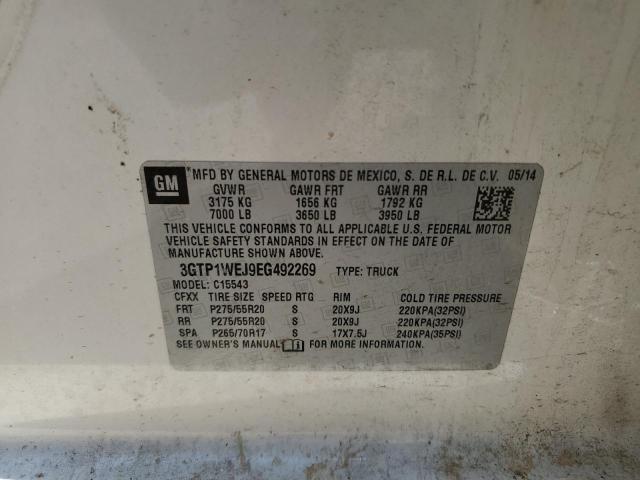 GM
® MFD BY GENERAL MOTORS DE MEXICO, S. DE R.L. DE C.V. 05/14
GVWR GAWR FRT GAWR RR
3175 KG 1656 KG 1792 KG
7000 LB 3650 LB 3950 LB
THIS VEHICLE CONFORMS TO ALL APPLICABLE U.S. FEDERAL MOTOR
VEHICLE SAFETY STANDARDS IN EFFECT ON THE DATE OF
MANUFACTURE SHOWN ABOVE.
3GTP1WEJ9EG492269 TYPE: TRUCK
MODEL: C15543
CFXX TIRE SIZE SPEED RTG RIM COLD TIRE PRESSURE
FRT P275/55R20 S 20X9J 220KPA(32PSI)
RR P275/55R20 S 20X9J 220KPA(32PSI)
SPA P265/70R17 S 17X7.5J 240KPA(35PSI)
SEE OWNER'S MANUAL FOR MORE INFORMATION.